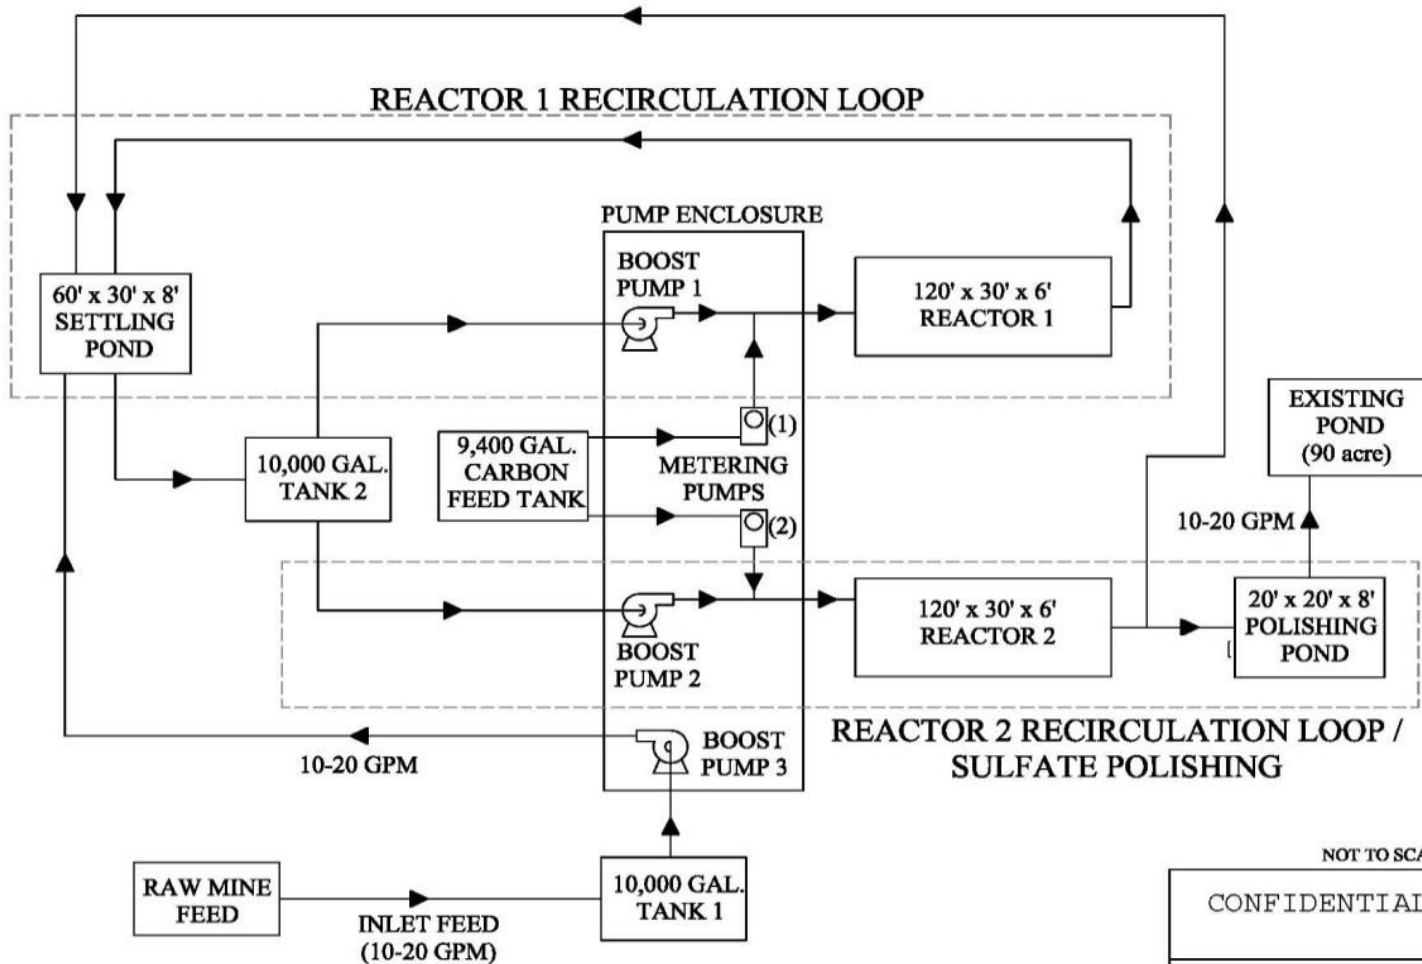 REACTOR 1 RECIRCULATION LOOP
PUMP ENCLOSURE
BOOST
PUMP 1
60' x 30' x 8'
SETTLING
POND
120' x 30' x 6'
REACTOR 1
(1)
EXISTING
POND
(90 acre)
10,000 GAL.
TANK 2
9,400 GAL.
CARBON
FEED TANK
METERING
PUMPS
(2)
10-20 GPM
BOOST
PUMP 2
120' x 30' x 6'
REACTOR 2
20' x 20' x 8'
POLISHING
POND
REACTOR 2 RECIRCULATION LOOP /
SULFATE POLISHING
10-20 GPM
BOOST
PUMP 3
RAW MINE
FEED
INLET FEED
(10-20 GPM)
10,000 GAL.
TANK 1
NOT TO SCA
CONFIDENTIAL